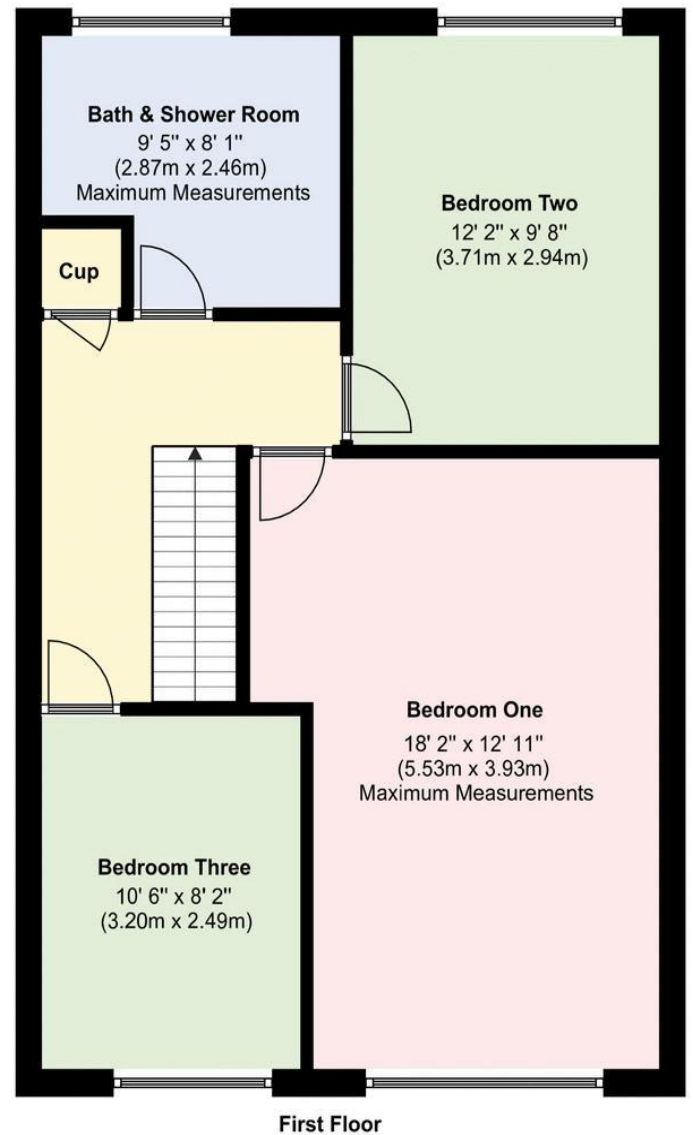 Bath & Shower Room
9' 5" x 8' 1"
(2.87m x 2.46m)
Maximum Measurements
Bedroom Two
12' 2" x 9' 8"
(3.71m x 2.94m)
Cup
Bedroom One
18' 2" x 12' 11"
(5.53m x 3.93m)
Maximum Measurements
Bedroom Three
10' 6" x 8' 2"
(3.20m x 2.49m)
First Floor